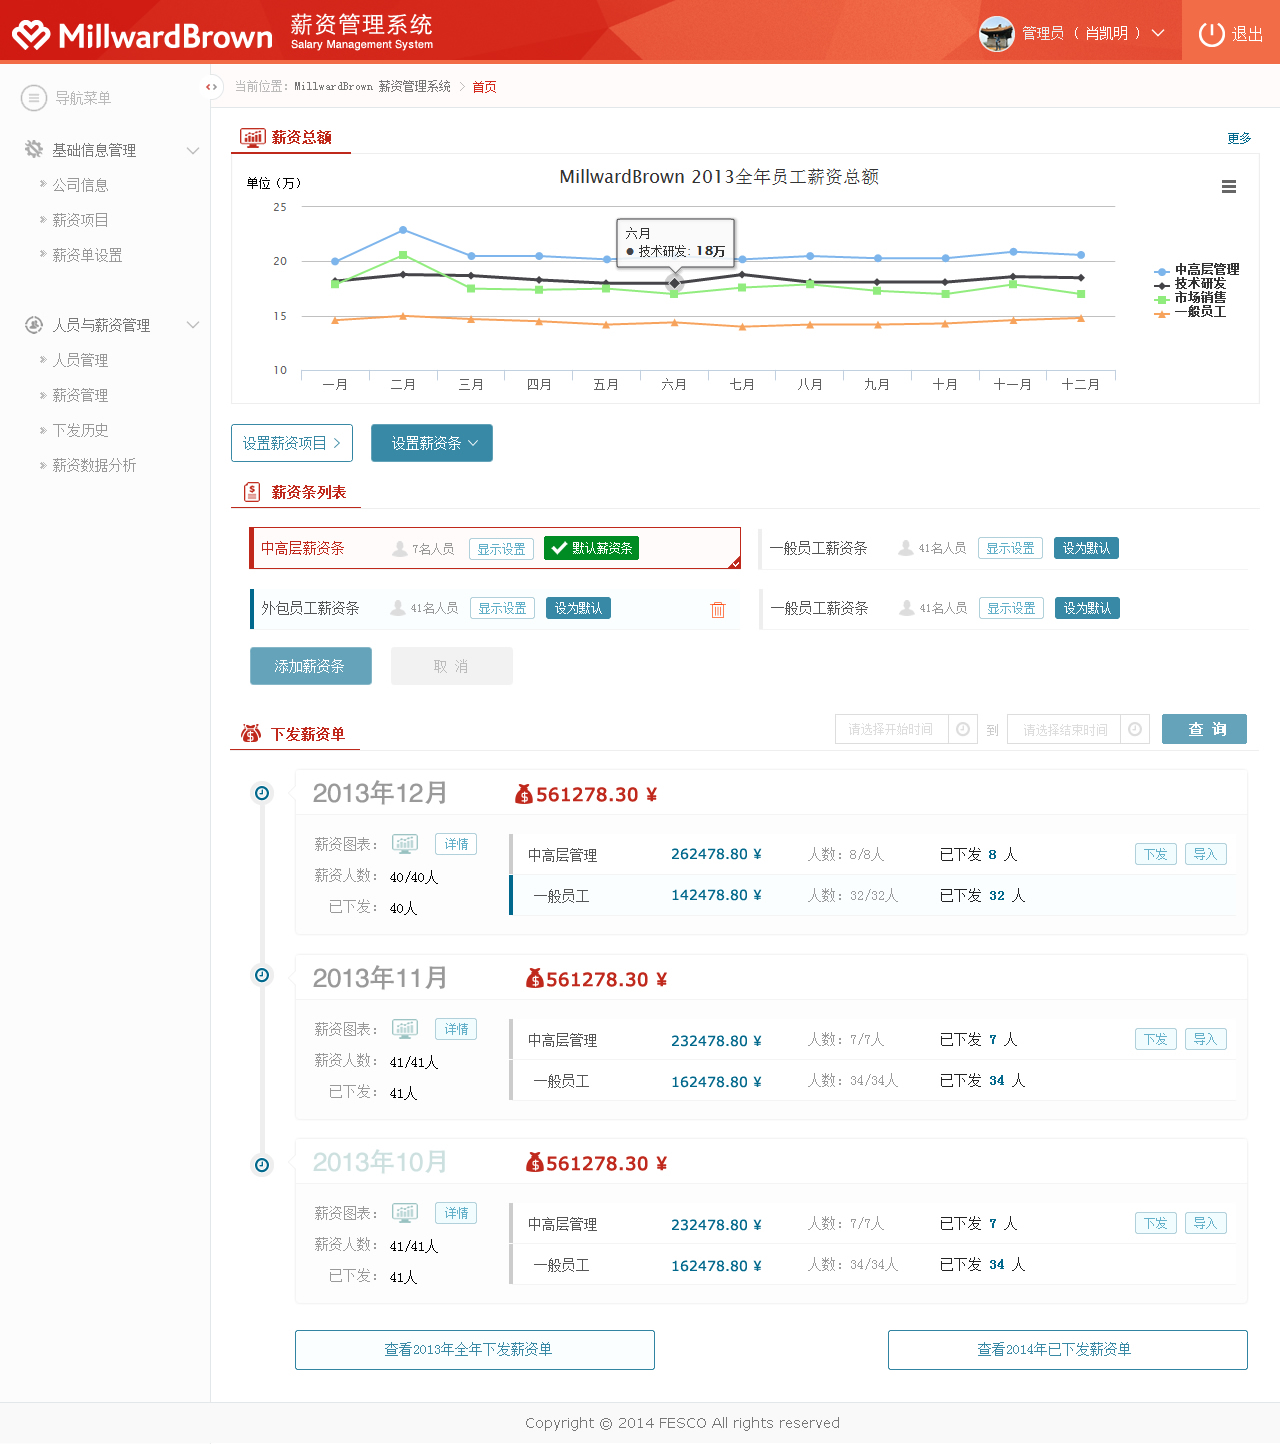 MillwardBrown 薪资管理系统
Salary Management System
管理员（ 肖凯明 ） 退出
导航菜单
当前位置：MillwardBrown 薪资管理系统 首页
基础信息管理
公司信息
薪资项目
薪资单设置
人员与薪资管理
人员管理
薪资管理
下发历史
薪资数据分析
薪资总额 更多
单位（万） MillwardBrown 2013全年员工薪资总额
25
20
15
10
六月
技术研发: 18万
中高层管理
技术研发
市场销售
一般员工
一月 二月 三月 四月 五月 六月 七月 八月 九月 十月 十一月 十二月
设置薪资项目 设置薪资条
薪资条列表
中高层薪资条 7名人员 显示设置 默认薪资条 一般员工薪资条 41名人员 显示设置 设为默认
外包员工薪资条 41名人员 显示设置 设为默认 一般员工薪资条 41名人员 显示设置 设为默认
添加薪资条 取 消
下发薪资单 请选择开始时间 到 请选择结束时间 查 询
2013年12月 561278.30 ¥
薪资图表： 详情
薪资人数： 40/40人
已下发： 40人
中高层管理 262478.80 ¥ 人数：8/8人 已下发 8 人 下发 导入
一般员工 142478.80 ¥ 人数：32/32人 已下发 32 人
2013年11月 561278.30 ¥
薪资图表： 详情
薪资人数： 41/41人
已下发： 41人
中高层管理 232478.80 ¥ 人数：7/7人 已下发 7 人 下发 导入
一般员工 162478.80 ¥ 人数：34/34人 已下发 34 人
2013年10月 561278.30 ¥
薪资图表： 详情
薪资人数： 41/41人
已下发： 41人
中高层管理 232478.80 ¥ 人数：7/7人 已下发 7 人 下发 导入
一般员工 162478.80 ¥ 人数：34/34人 已下发 34 人
查看2013年全年下发薪资单 查看2014年已下发薪资单
Copyright © 2014 FESCO All rights reserved